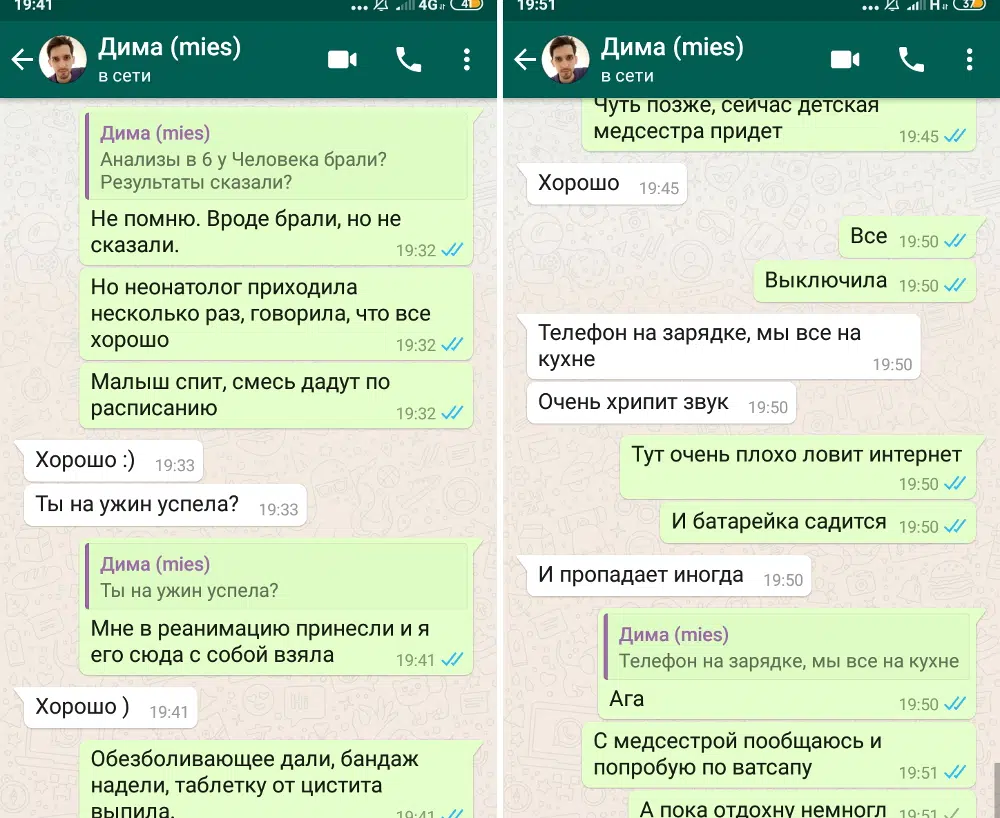 19:41
4G
41
Дима (mies)
в сети
Дима (mies)
Анализы в 6 у Человека брали?
Результаты сказали?
Не помню. Вроде брали, но не
сказали.
19:32
Но неонатолог приходила
несколько раз, говорила, что все
хорошо
19:32
Малыш спит, смесь дадут по
расписанию
19:32
Хорошо :)
19:33
Ты на ужин успела?
19:33
Дима (mies)
Ты на ужин успела?
Мне в реанимацию принесли и я
его сюда с собой взяла
19:41
Хорошо )
19:41
Обезболивающее дали, бандаж
надели, таблетку от цистита
выпила.
19:41
19:51
H
37
Дима (mies)
в сети
Чуть позже, сейчас детская
медсестра придет
19:45
Хорошо
19:45
Все
19:50
Выключила
19:50
Телефон на зарядке, мы все на
кухне
19:50
Очень хрипит звук
19:50
Тут очень плохо ловит интернет
19:50
И батарейка садится
19:50
И пропадает иногда
19:50
Дима (mies)
Телефон на зарядке, мы все на кухне
Ага
19:50
С медсестрой пообщаюсь и
попробую по ватсапу
19:51
А пока отдохну немногл
19:51